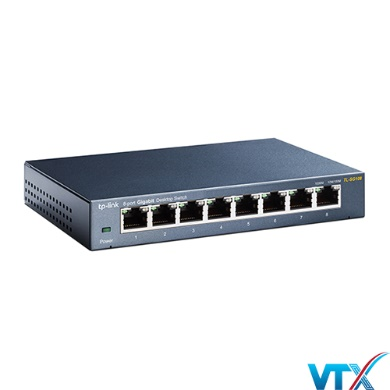 tp-link 8-port Gigabit Desktop Switch
TL-SG108
Power
1 2 3 4 5 6 7 8
VTX